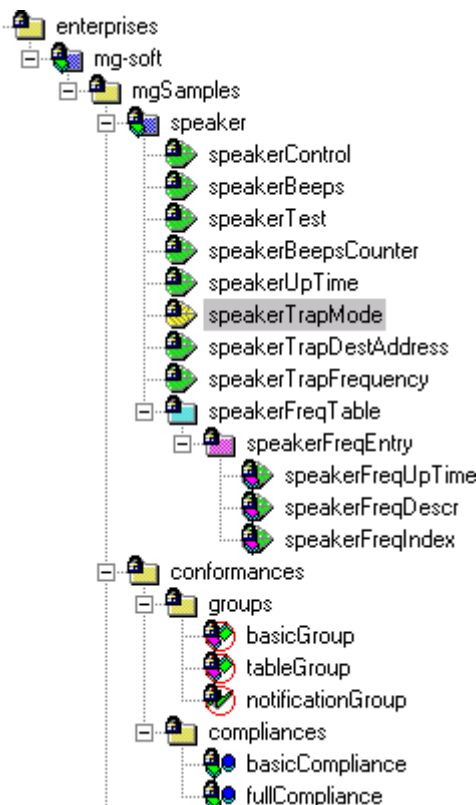 enterprises
mg-soft
mgSamples
speaker
speakerControl
speakerBeeps
speakerTest
speakerBeepsCounter
speakerUpTime
speakerTrapMode
speakerTrapDestAddress
speakerTrapFrequency
speakerFreqTable
speakerFreqEntry
speakerFreqUpTime
speakerFreqDescr
speakerFreqIndex
conformances
groups
basicGroup
tableGroup
notificationGroup
compliances
basicCompliance
fullCompliance